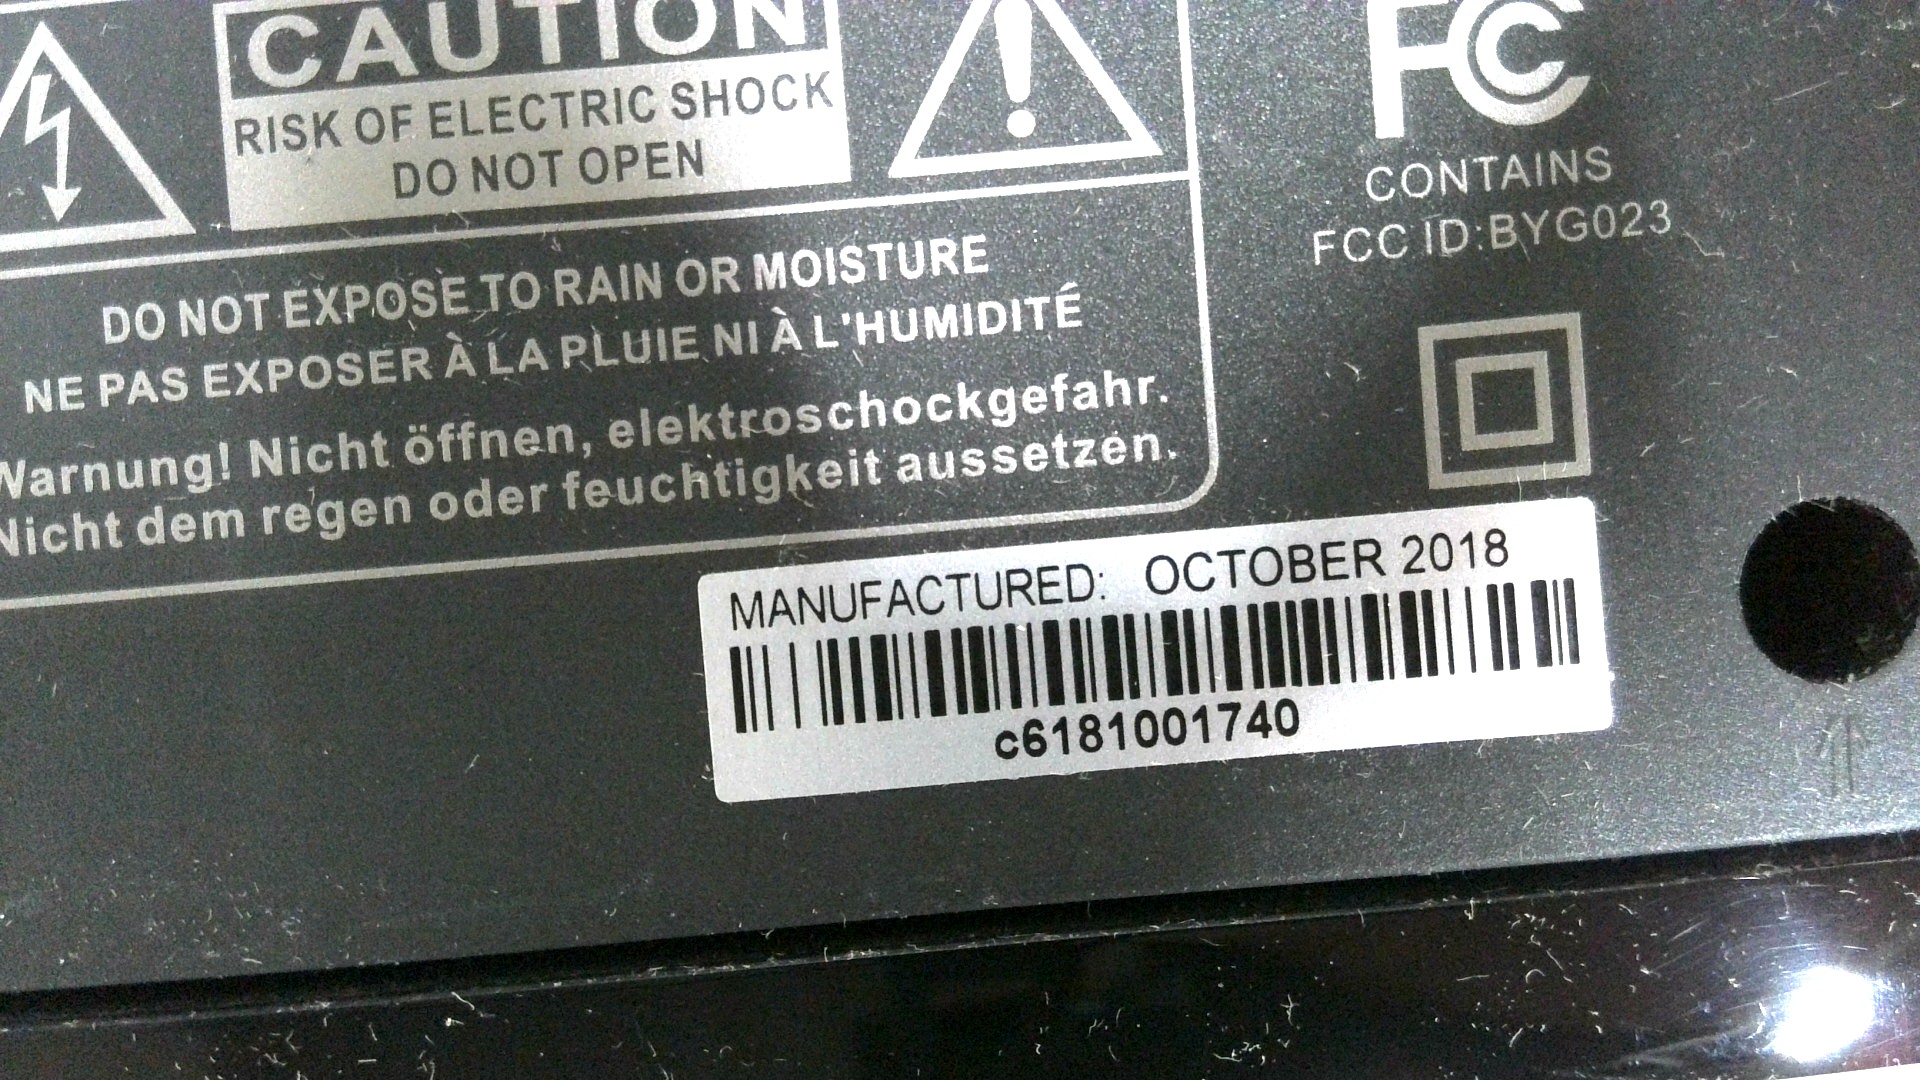 CAUTION
RISK OF ELECTRIC SHOCK
DO NOT OPEN
DO NOT EXPOSE TO RAIN OR MOISTURE
NE PAS EXPOSER À LA PLUIE NI À L'HUMIDITÉ
Warnung! Nicht öffnen, elektroschockgefahr.
Nicht dem regen oder feuchtigkeit aussetzen.
FC
CONTAINS
FCC ID:BYG023
MANUFACTURED: OCTOBER 2018
c6181001740